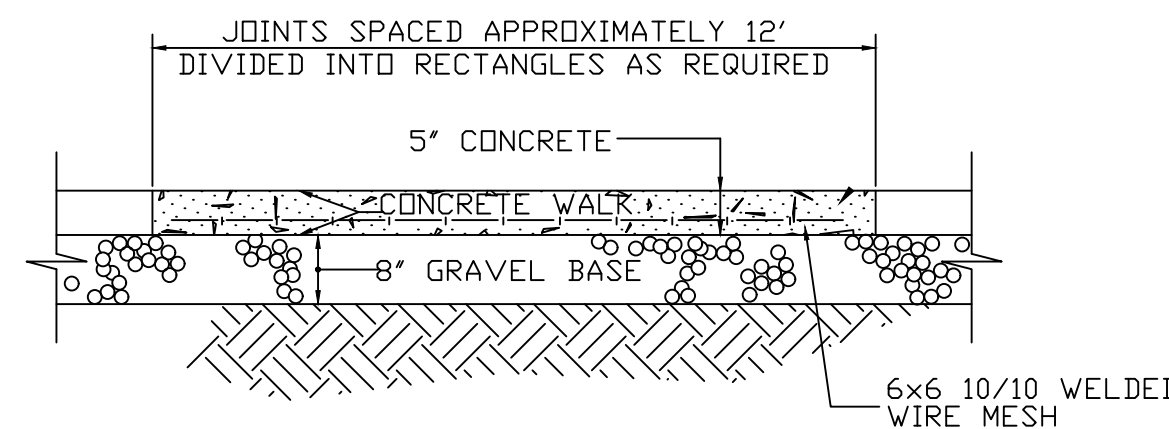 JOINTS SPACED APPROXIMATELY 12'
DIVIDED INTO RECTANGLES AS REQUIRED
5" CONCRETE
CONCRETE WALK
8" GRAVEL BASE
6x6 10/10 WELDED
WIRE MESH